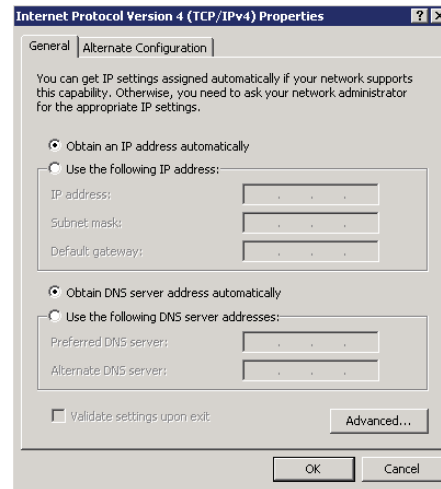 Internet Protocol Version 4 (TCP/IPv4) Properties
General
Alternate Configuration
You can get IP settings assigned automatically if your network supports
this capability. Otherwise, you need to ask your network administrator
for the appropriate IP settings.
Obtain an IP address automatically
Use the following IP address:
IP address:
Subnet mask:
Default gateway:
Obtain DNS server address automatically
Use the following DNS server addresses:
Preferred DNS server:
Alternate DNS server:
Validate settings upon exit
Advanced...
OK
Cancel